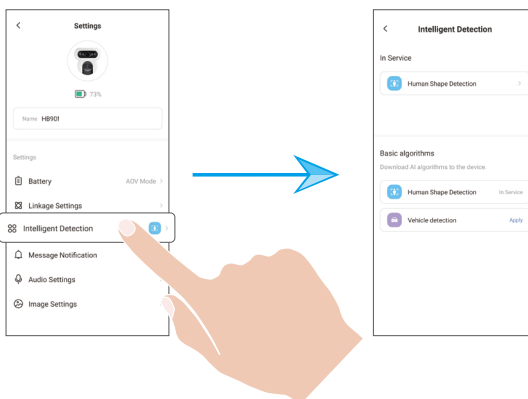 Settings
73%
Name HB901
Settings
Battery AOV Mode
Linkage Settings
Intelligent Detection
Message Notification
Audio Settings
Image Settings
Intelligent Detection
In Service
Human Shape Detection
Basic algorithms
Download AI algorithms to the device.
Human Shape Detection In Service
Vehicle detection Apply